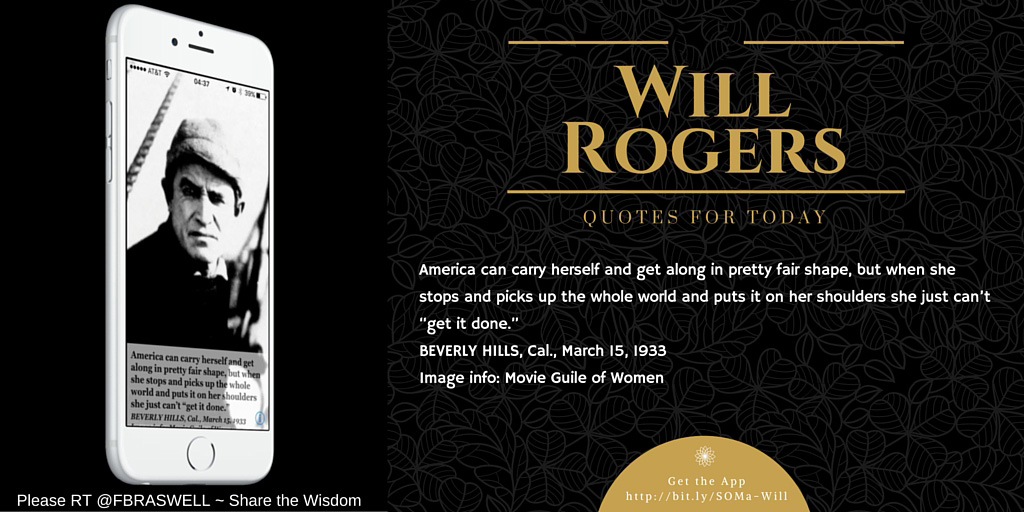 AT&T
04:37
39%
America can carry herself and get
along in pretty fair shape, but when
she stops and picks up the whole
world and puts it on her shoulders
she just can't "get it done."
BEVERLY HILLS, Cal., March 15, 1933
Please RT @FBRASWELL ~ Share the Wisdom
WILL
ROGERS
QUOTES FOR TODAY
America can carry herself and get along in pretty fair shape, but when she
stops and picks up the whole world and puts it on her shoulders she just can't
"get it done."
BEVERLY HILLS, Cal., March 15, 1933
Image info: Movie Guile of Women
Get the App
http://bit.ly/SOMa-Will